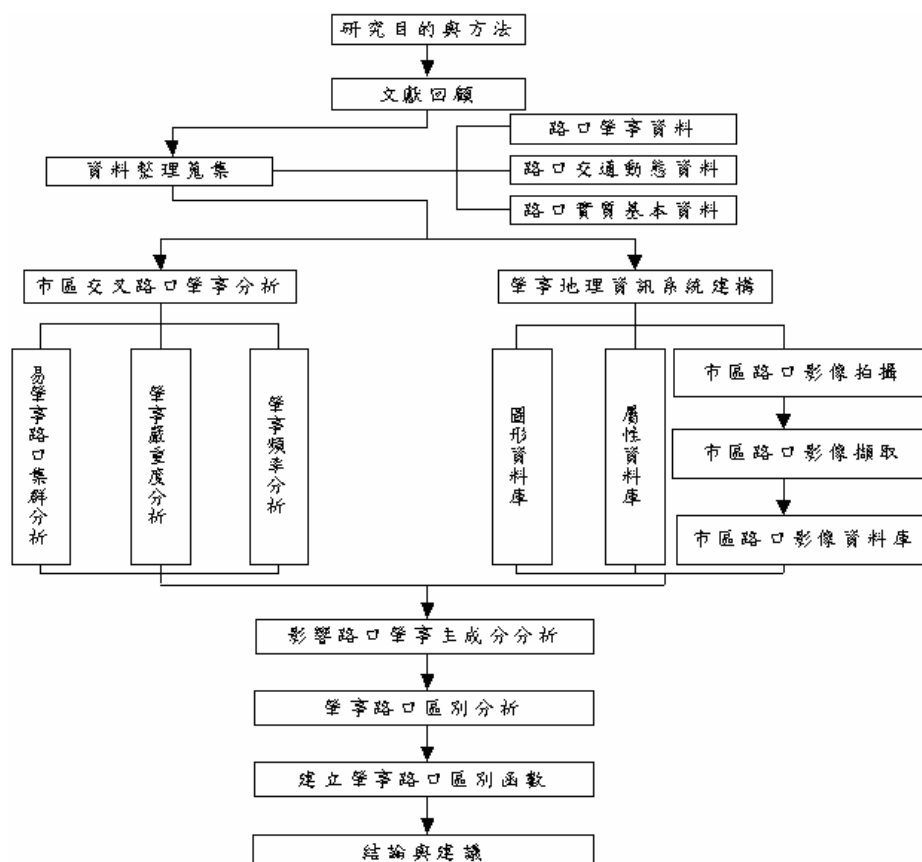 研究目的與方法
文獻回顧
路口肇事資料
資料整理蒐集
路口交通動態資料
路口實質基本資料
市區交叉路口肇事分析
肇事地理資訊系統建構
易肇事路口集群分析
肇事嚴重度分析
肇事頻率分析
圖形資料庫
屬性資料庫
市區路口影像拍攝
市區路口影像擷取
市區路口影像資料庫
影響路口肇事主成分分析
肇事路口區別分析
建立肇事路口區別函數
結論與建議